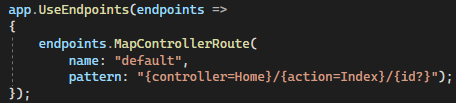 app.UseEndpoints(endpoints =>
{
    endpoints.MapControllerRoute(
        name: "default",
        pattern: "{controller=Home}/{action=Index}/{id?}");
});